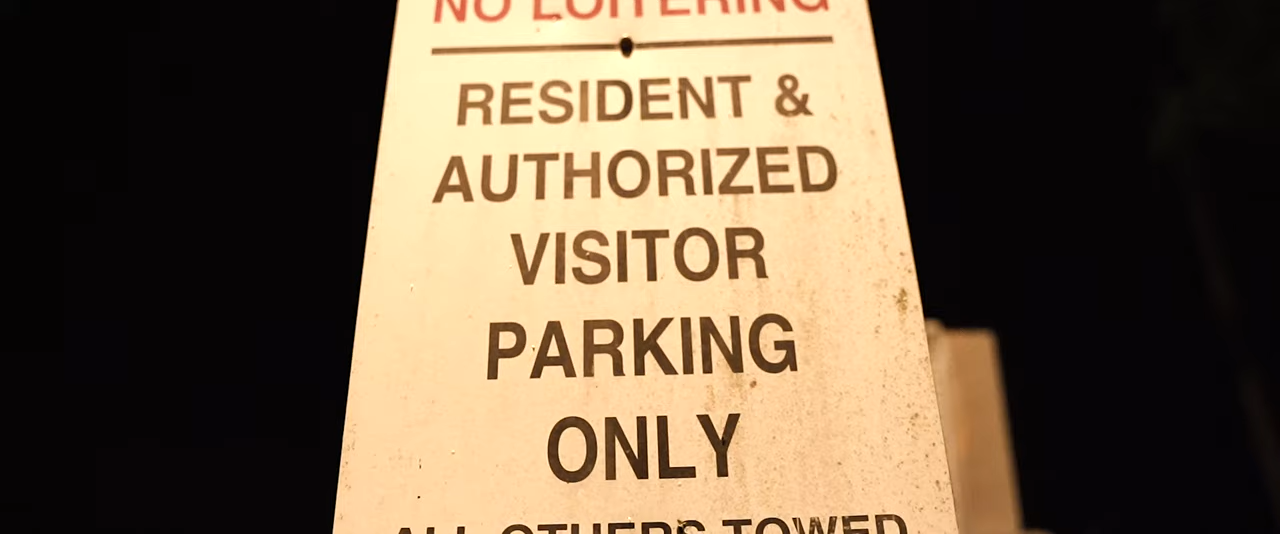 NO LOITERING
RESIDENT &
AUTHORIZED
VISITOR
PARKING
ONLY
ALL OTHERS TOWED